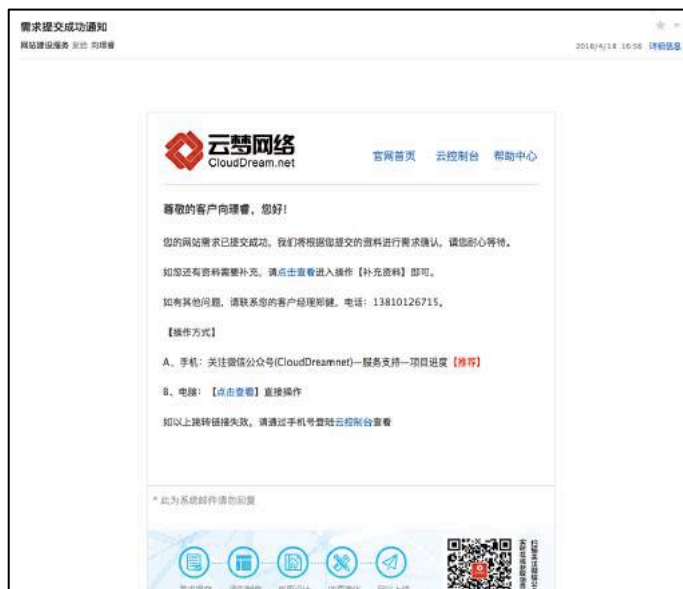 需求提交成功通知
网站建设服务 发给 向璟睿
2018/4/18 16:56 详细信息
云梦网络
CloudDream.net
官网首页 云控制台 帮助中心
尊敬的客户向璟睿，您好！
您的网站需求已提交成功，我们将根据您提交的资料进行需求确认，请您耐心等待。
如您还有资料需要补充，请点击查看进入操作【补充资料】即可。
如有其他问题，请联系您的客户经理郑健，电话：13810126715。
【操作方式】
A、手机：关注微信公众号(CloudDreamnet)—服务支持—项目进度【推荐】
B、电脑：【点击查看】直接操作
如以上跳转链接失效，请通过手机号登陆云控制台查看
* 此为系统邮件请勿回复